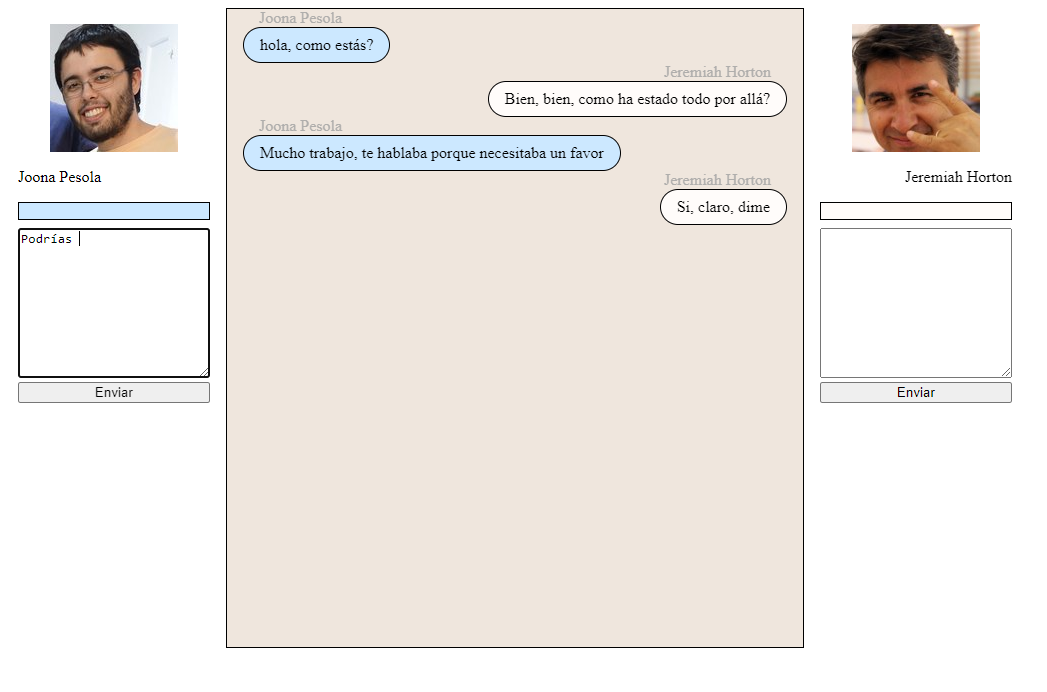 Joona Pesola
hola, como estás?
Jeremiah Horton
Bien, bien, como ha estado todo por allá?
Joona Pesola
Mucho trabajo, te hablaba porque necesitaba un favor
Jeremiah Horton
Si, claro, dime
Joona Pesola
Podrías
Enviar
Jeremiah Horton
Enviar